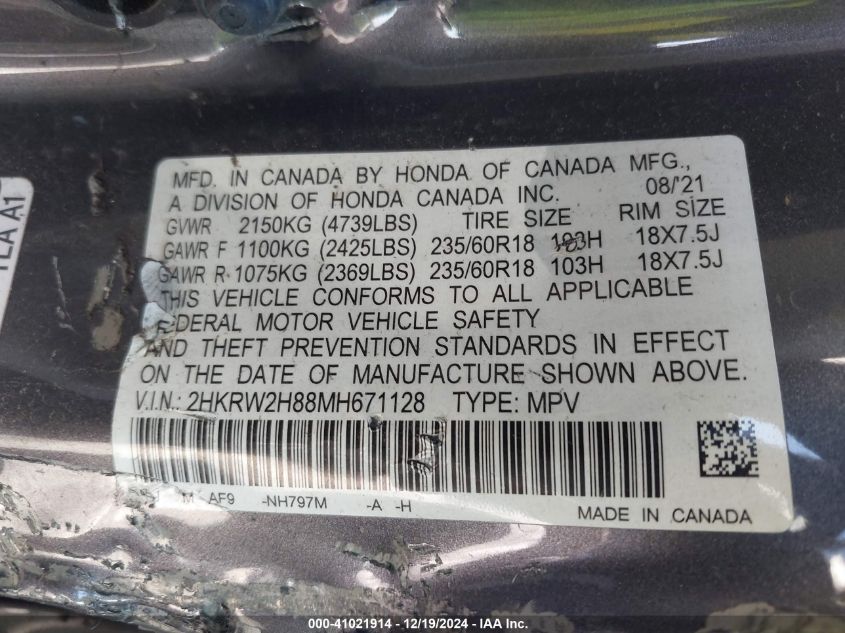 MFD. IN CANADA BY HONDA OF CANADA MFG.,
A DIVISION OF HONDA CANADA INC. 08/'21
GVWR 2150KG (4739LBS) TIRE SIZE RIM SIZE
GAWR F 1100KG (2425LBS) 235/60R18 103H 18X7.5J
GAWR R 1075KG (2369LBS) 235/60R18 103H 18X7.5J
THIS VEHICLE CONFORMS TO ALL APPLICABLE
FEDERAL MOTOR VEHICLE SAFETY
AND THEFT PREVENTION STANDARDS IN EFFECT
ON THE DATE OF MANUFACTURE SHOWN ABOVE.
V.I.N.: 2HKRW2H88MH671128 TYPE: MPV
M AF9 -NH797M -A -H
MADE IN CANADA
TLA A1
000-41021914 - 12/19/2024 - IAA Inc.